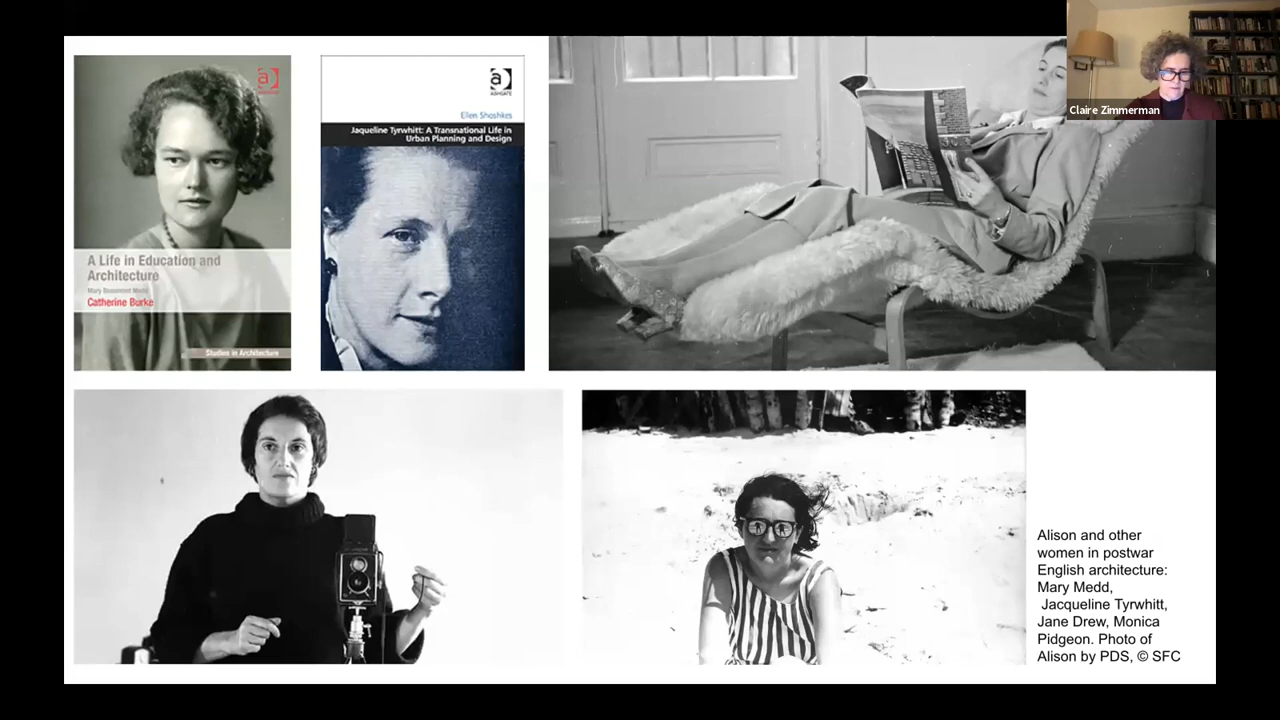 ASHGATE
A Life in Education and
Architecture
Mary Beaumont Medd
Catherine Burke
Studies in Architecture
ASHGATE
Ellen Shoshkes
Jaqueline Tyrwhitt: A Transnational Life in
Urban Planning and Design
Claire Zimmerman
Alison and other
women in postwar
English architecture:
Mary Medd,
Jacqueline Tyrwhitt,
Jane Drew, Monica
Pidgeon. Photo of
Alison by PDS, © SFC